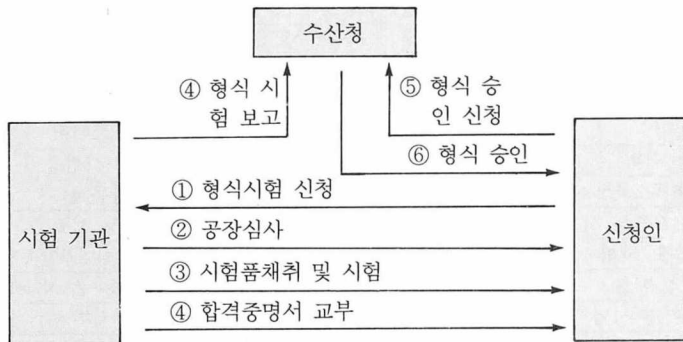 수산청
④ 형식 시
험 보고
⑤ 형식 승
인 신청
⑥ 형식 승인
① 형식시험 신청
시험 기관
② 공장심사
신청인
③ 시험품채취 및 시험
④ 합격증명서 교부